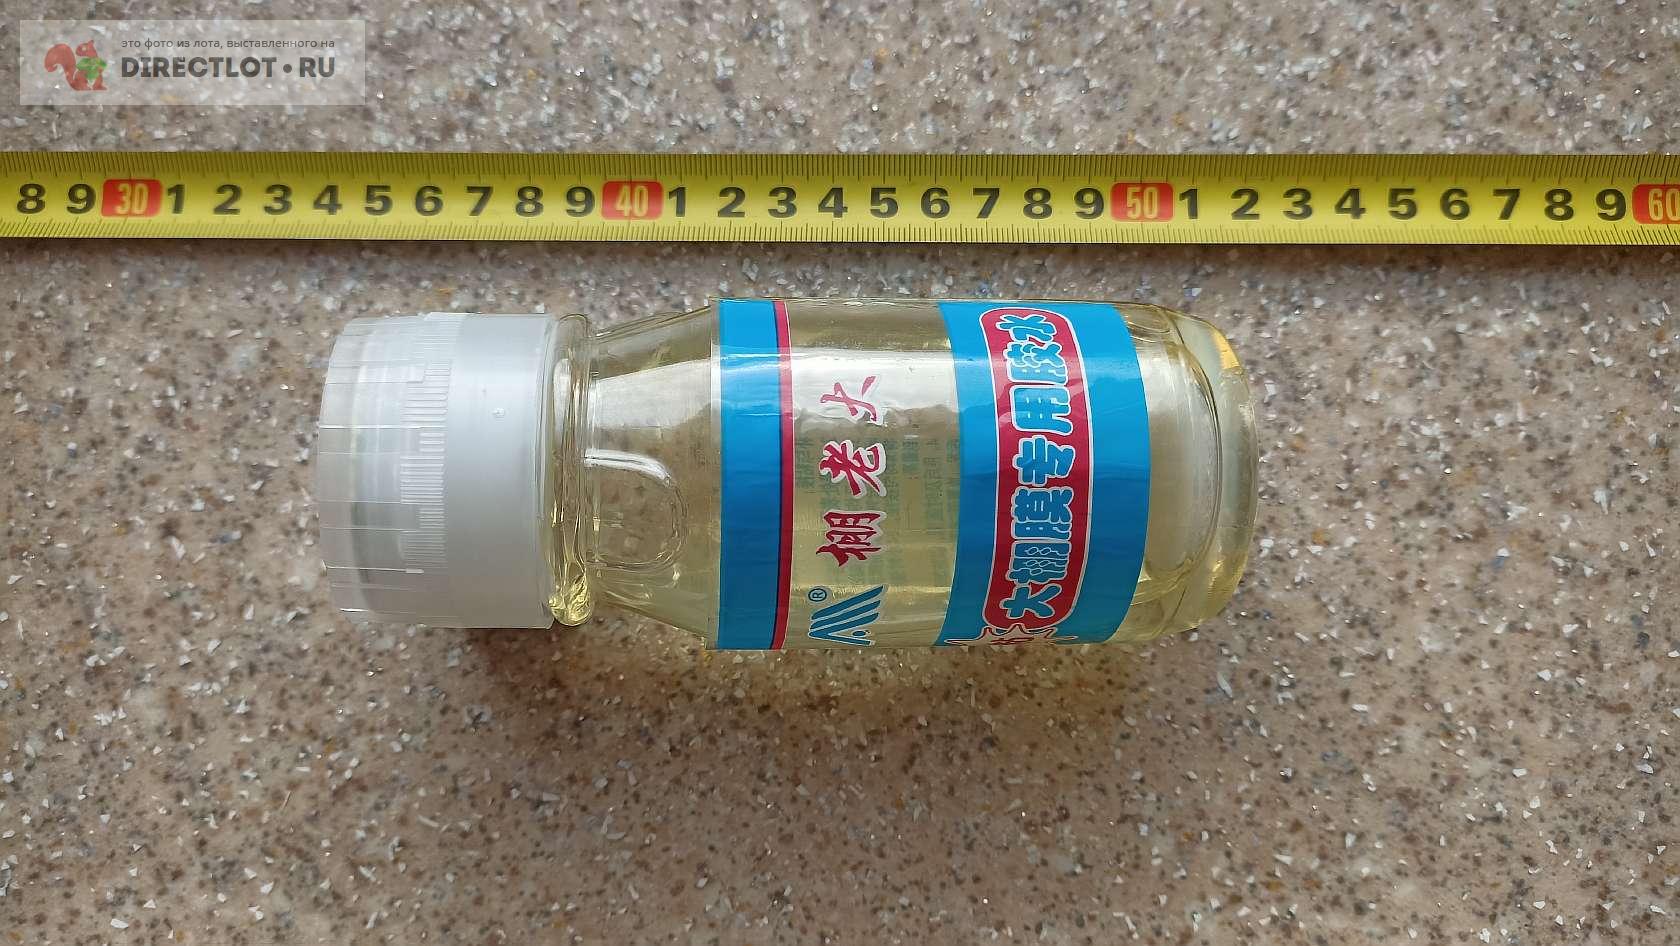 это фото из лота, выставленного на
DIRECTLOT•RU
8 9 30 1 2 3 4 5 6 7 8 9 40 1 2 3 4 5 6 7 8 9 50 1 2 3 4 5 6 7 8 9 60
®
棚老大
大棚膜专用胶水